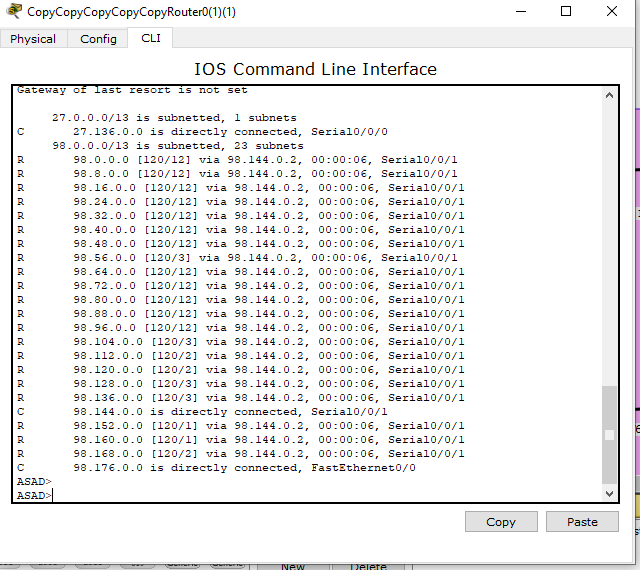 CopyCopyCopyCopyCopyRouter0(1)(1)
Physical Config CLI
IOS Command Line Interface
Gateway of last resort is not set
27.0.0.0/13 is subnetted, 1 subnets
C 27.136.0.0 is directly connected, Serial0/0/0
98.0.0.0/13 is subnetted, 23 subnets
R 98.0.0.0 [120/12] via 98.144.0.2, 00:00:06, Serial0/0/1
R 98.8.0.0 [120/12] via 98.144.0.2, 00:00:06, Serial0/0/1
R 98.16.0.0 [120/12] via 98.144.0.2, 00:00:06, Serial0/0/1
R 98.24.0.0 [120/12] via 98.144.0.2, 00:00:06, Serial0/0/1
R 98.32.0.0 [120/12] via 98.144.0.2, 00:00:06, Serial0/0/1
R 98.40.0.0 [120/12] via 98.144.0.2, 00:00:06, Serial0/0/1
R 98.48.0.0 [120/12] via 98.144.0.2, 00:00:06, Serial0/0/1
R 98.56.0.0 [120/3] via 98.144.0.2, 00:00:06, Serial0/0/1
R 98.64.0.0 [120/12] via 98.144.0.2, 00:00:06, Serial0/0/1
R 98.72.0.0 [120/12] via 98.144.0.2, 00:00:06, Serial0/0/1
R 98.80.0.0 [120/12] via 98.144.0.2, 00:00:06, Serial0/0/1
R 98.88.0.0 [120/12] via 98.144.0.2, 00:00:06, Serial0/0/1
R 98.96.0.0 [120/12] via 98.144.0.2, 00:00:06, Serial0/0/1
R 98.104.0.0 [120/3] via 98.144.0.2, 00:00:06, Serial0/0/1
R 98.112.0.0 [120/2] via 98.144.0.2, 00:00:06, Serial0/0/1
R 98.120.0.0 [120/2] via 98.144.0.2, 00:00:06, Serial0/0/1
R 98.128.0.0 [120/3] via 98.144.0.2, 00:00:06, Serial0/0/1
R 98.136.0.0 [120/3] via 98.144.0.2, 00:00:06, Serial0/0/1
C 98.144.0.0 is directly connected, Serial0/0/1
R 98.152.0.0 [120/1] via 98.144.0.2, 00:00:06, Serial0/0/1
R 98.160.0.0 [120/1] via 98.144.0.2, 00:00:06, Serial0/0/1
R 98.168.0.0 [120/2] via 98.144.0.2, 00:00:06, Serial0/0/1
C 98.176.0.0 is directly connected, FastEthernet0/0
ASAD>
ASAD>
Copy Paste
New Delete